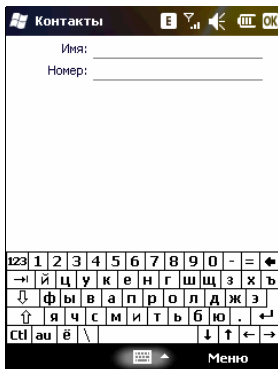 Контакты E OK
Имя:
Номер:
123 1 2 3 4 5 6 7 8 9 0 - =
й ц у к е н г ш щ з х ъ
ф ы в а п р о л д ж э
я ч с м и т ь б ю .
Ctl au ё \
Меню